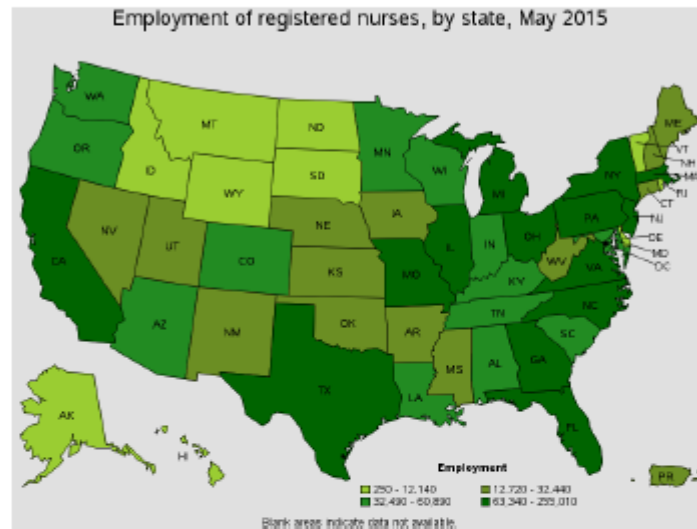 Employment of registered nurses, by state, May 2015
WA
MT
ND
ME
OR
MN
VT
ID
SD
WI
NH
WY
MI
NY
MA
RI
IA
CT
NE
PA
NJ
NV
IL
IN
OH
DE
UT
MD
CO
WV
DC
CA
KS
MO
VA
KY
NC
TN
AZ
OK
NM
AR
SC
MS
AL
GA
TX
LA
AK
FL
HI
PR
Employment
250 - 12,140 12,720 - 32,440
32,490 - 60,890 63,340 - 255,010
Blank areas indicate data not available.